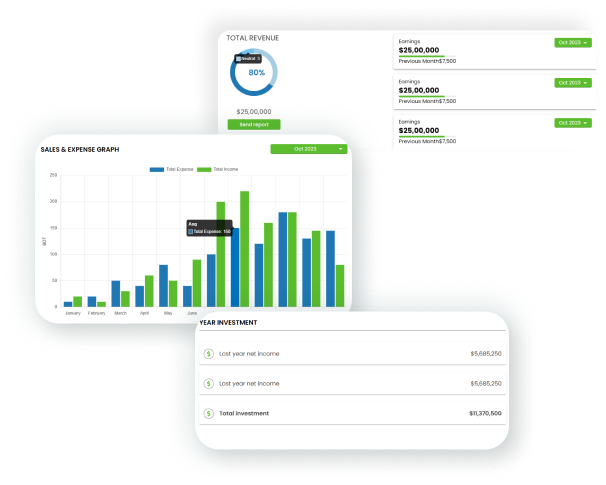 TOTAL REVENUE
Neutral: 5
80%
$25,00,000
Send report
Earnings
Oct 2023
$25,00,000
Previous Month$7,500
Earnings
Oct 2023
$25,00,000
Previous Month$7,500
Earnings
Oct 2023
$25,00,000
Previous Month$7,500
SALES & EXPENSE GRAPH
Oct 2023
Total Expense Total Income
250
200
150
100
50
0
BDT
Aug
Total Expense: 150
January February March April May June
YEAR INVESTMENT
$ Last year net income $5,685,250
$ Last year net income $5,685,250
$ Total investment $11,370,500